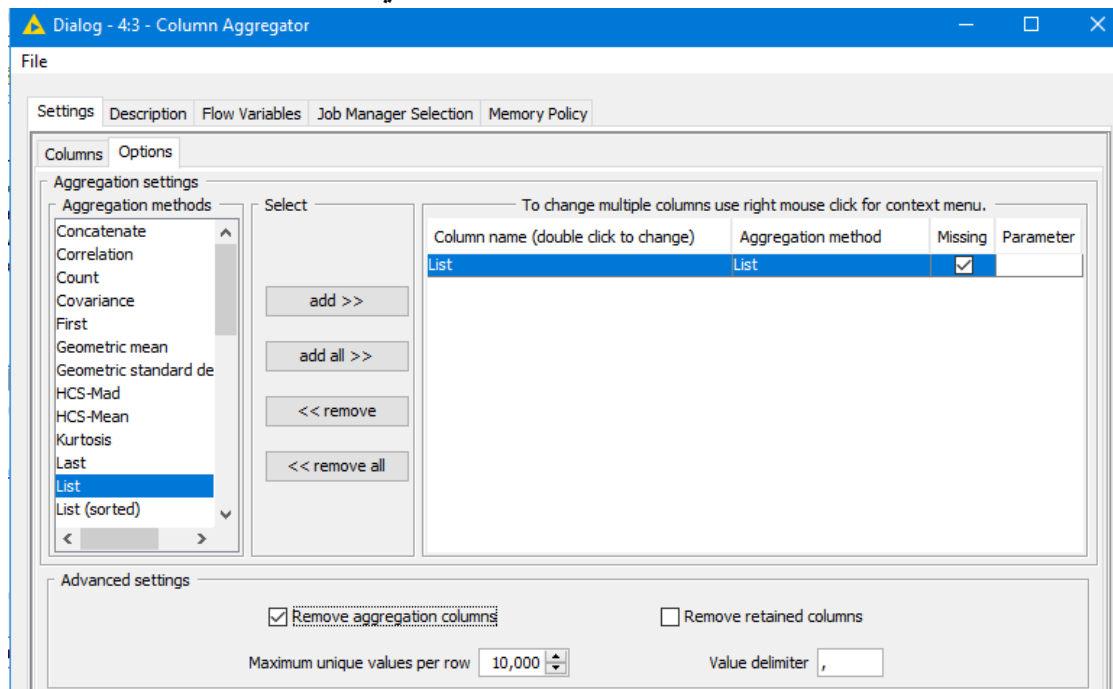 Dialog - 4:3 - Column Aggregator
File
Settings Description Flow Variables Job Manager Selection Memory Policy
Columns Options
Aggregation settings
Aggregation methods
Concatenate
Correlation
Count
Covariance
First
Geometric mean
Geometric standard de
HCS-Mad
HCS-Mean
Kurtosis
Last
List
List (sorted)
Select
add >>
add all >>
<< remove
<< remove all
To change multiple columns use right mouse click for context menu.
Column name (double click to change) Aggregation method Missing Parameter
List List
Advanced settings
Remove aggregation columns Remove retained columns
Maximum unique values per row 10,000 Value delimiter ,